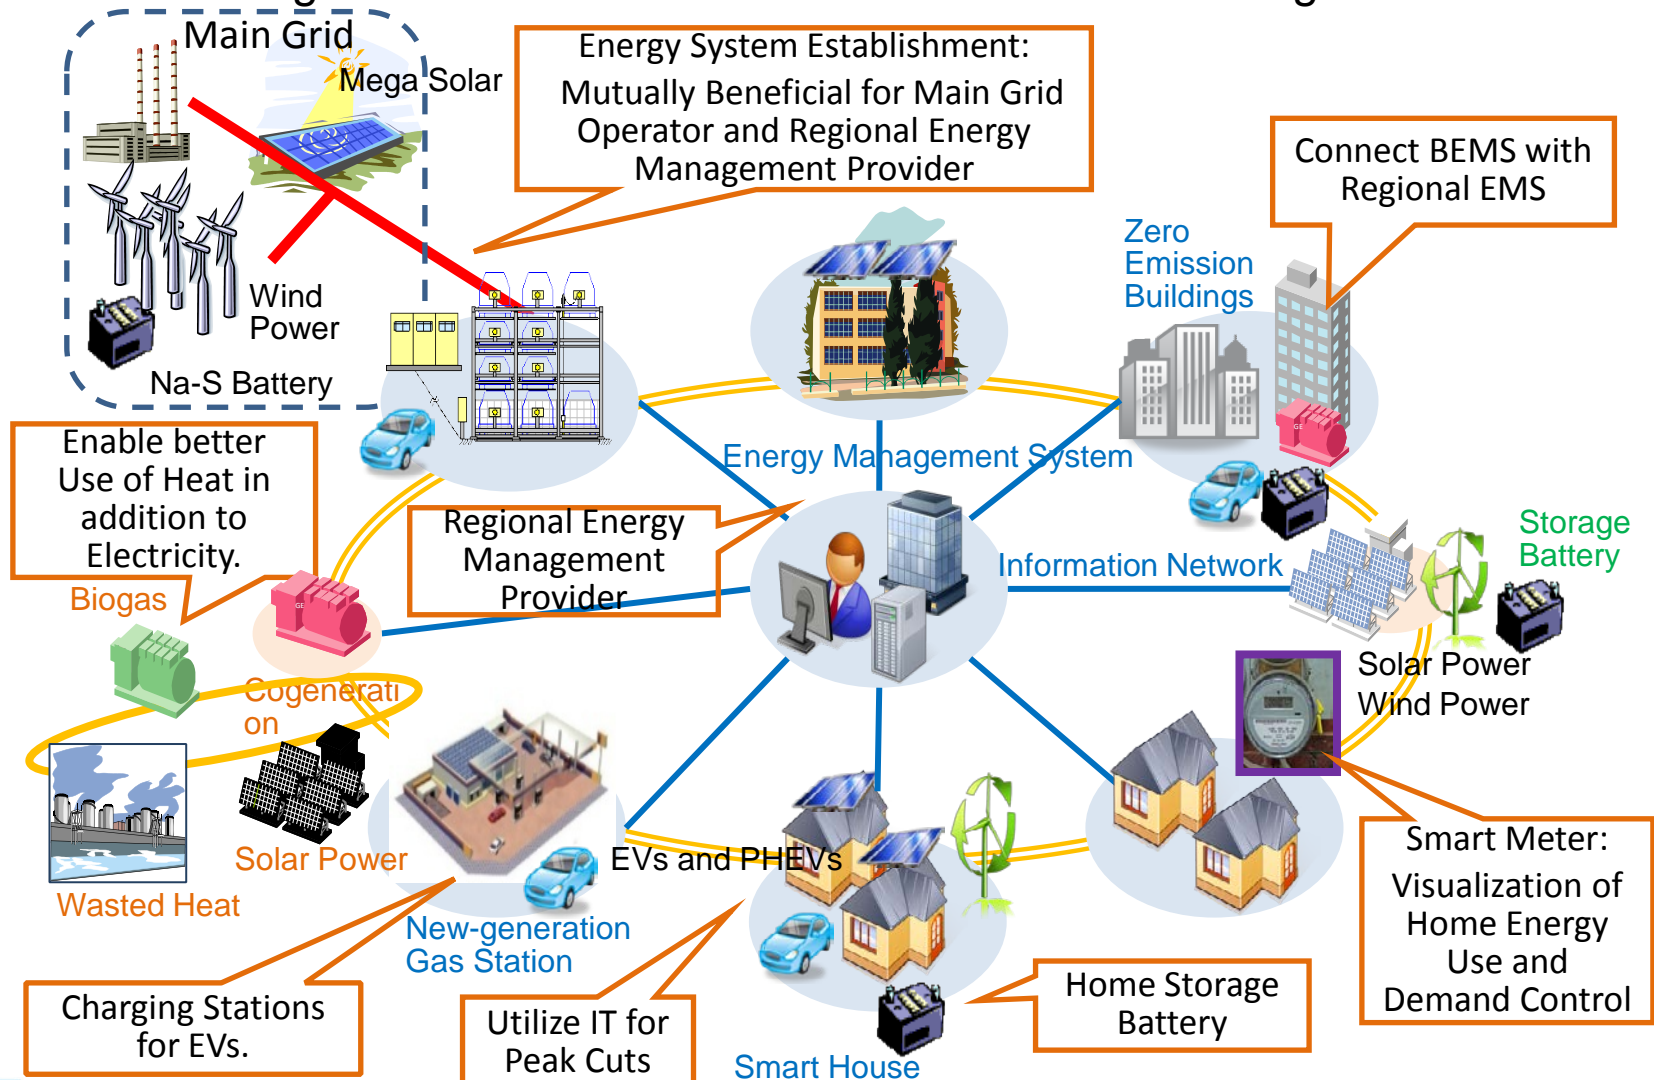 Main Grid
Mega Solar
Wind
Power
Na-S Battery
Energy System Establishment:
Mutually Beneficial for Main Grid
Operator and Regional Energy
Management Provider
Connect BEMS with
Regional EMS
Zero
Emission
Buildings
Enable better
Use of Heat in
addition to
Electricity.
Energy Management System
Regional Energy
Management
Provider
Information Network
Storage
Battery
Biogas
GE
GE
Cogenerati
on
Solar Power
Wind Power
Solar Power
Wasted Heat
EVs and PHEVs
New-generation
Gas Station
Smart Meter:
Visualization of
Home Energy
Use and
Demand Control
Charging Stations
for EVs.
Utilize IT for
Peak Cuts
Home Storage
Battery
Smart House